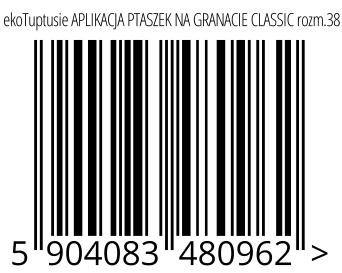 ekoTuptusie APLIKACJA PTASZEK NA GRANACIE CLASSIC rozm.38
5 904083 480962 >